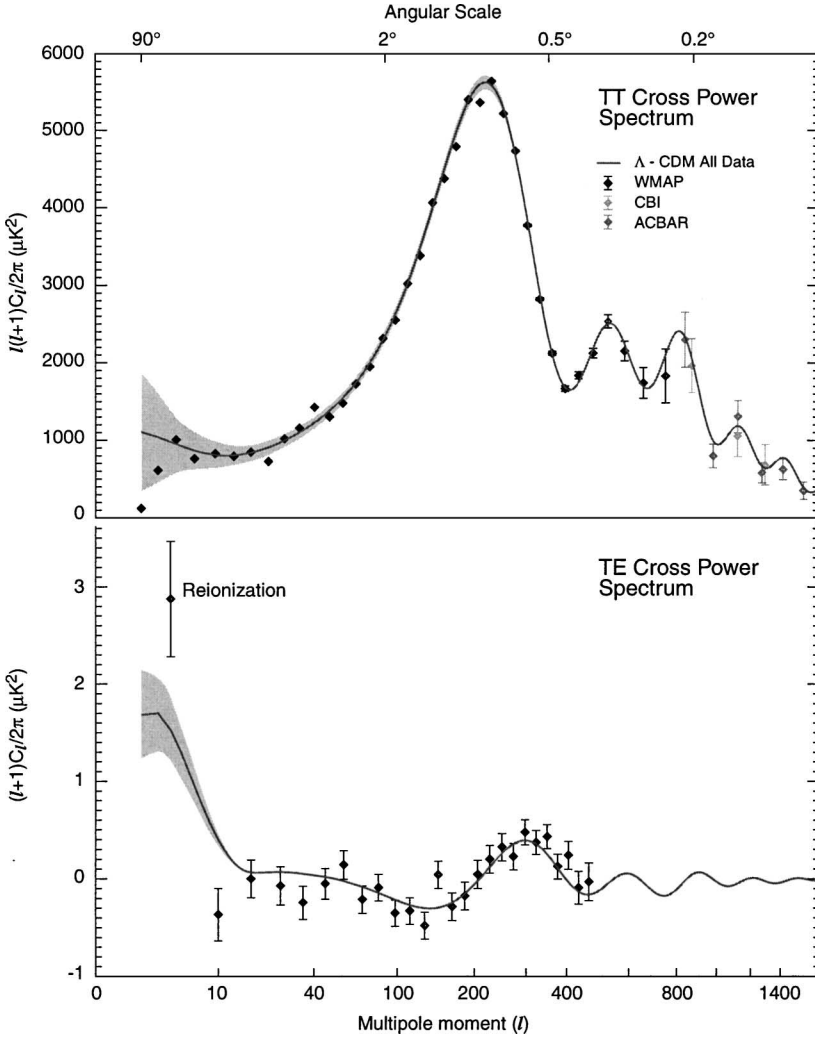 Angular Scale
90° 2° 0.5° 0.2°
6000
5000
4000
3000
2000
1000
0
l(l+1)Cl/2π (µK²)
TT Cross Power
Spectrum
Λ - CDM All Data
WMAP
CBI
ACBAR
3
2
1
0
-1
(l+1)Cl/2π (µK²)
Reionization
TE Cross Power
Spectrum
0 10 40 100 200 400 800 1400
Multipole moment (l)